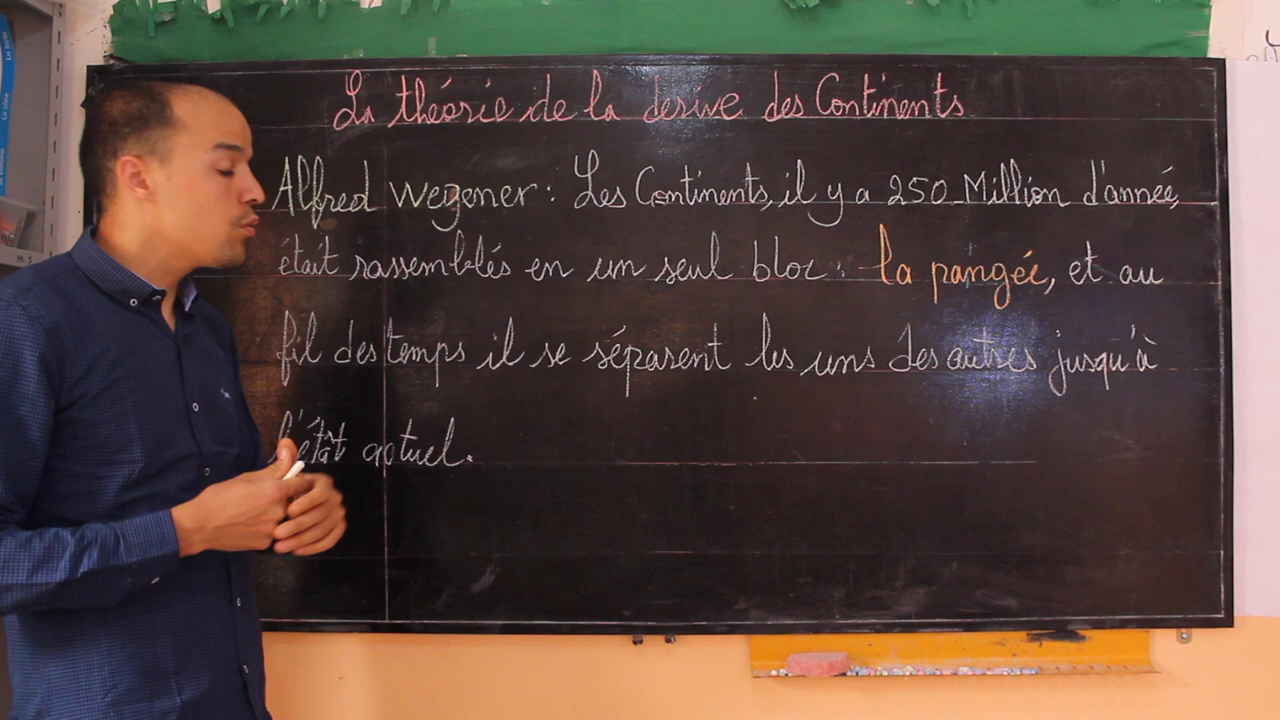 La théorie de la derive des Continents
Alfred Wegener : Les Continents, il y a 250 Million d'année,
était rassemblés en un seul bloc : la pangée, et au
fil des temps il se séparent les uns des autres jusqu'à
l'état actuel.